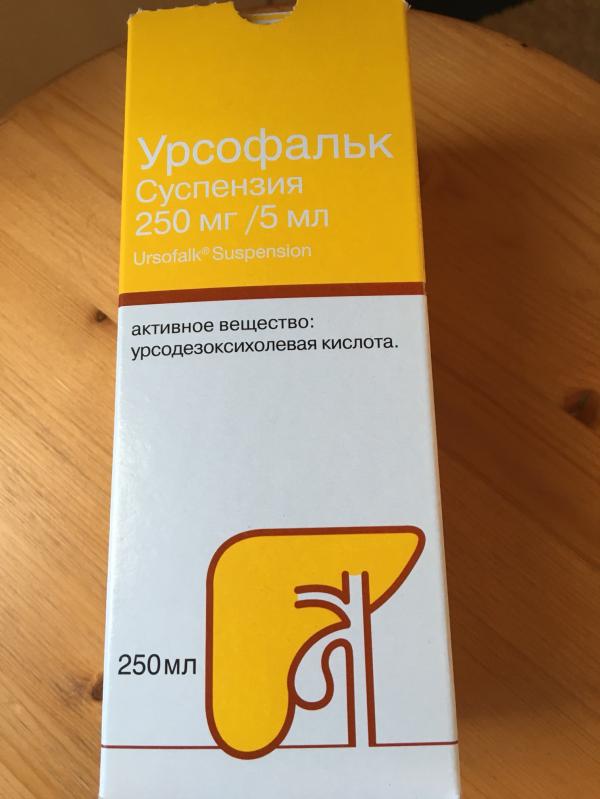 Урсофальк
Суспензия
250 мг /5 мл
Ursofalk® Suspension
активное вещество:
урсодезоксихолевая кислота.
250мл